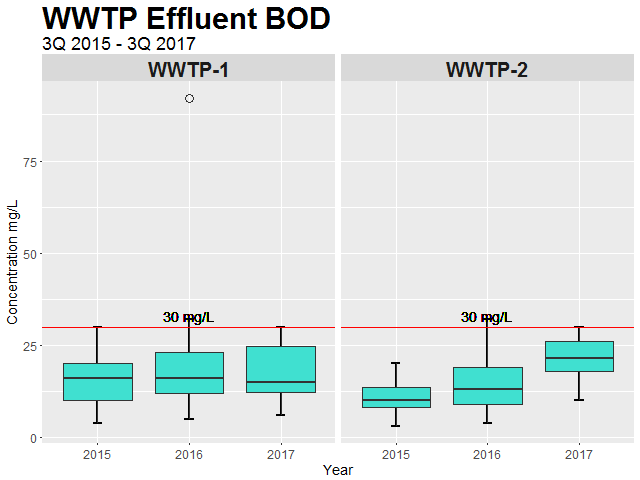 WWTP Effluent BOD
3Q 2015 - 3Q 2017
WWTP-1
WWTP-2
Concentration mg/L
75
50
25
0
30 mg/L
30 mg/L
2015
2016
2017
2015
2016
2017
Year